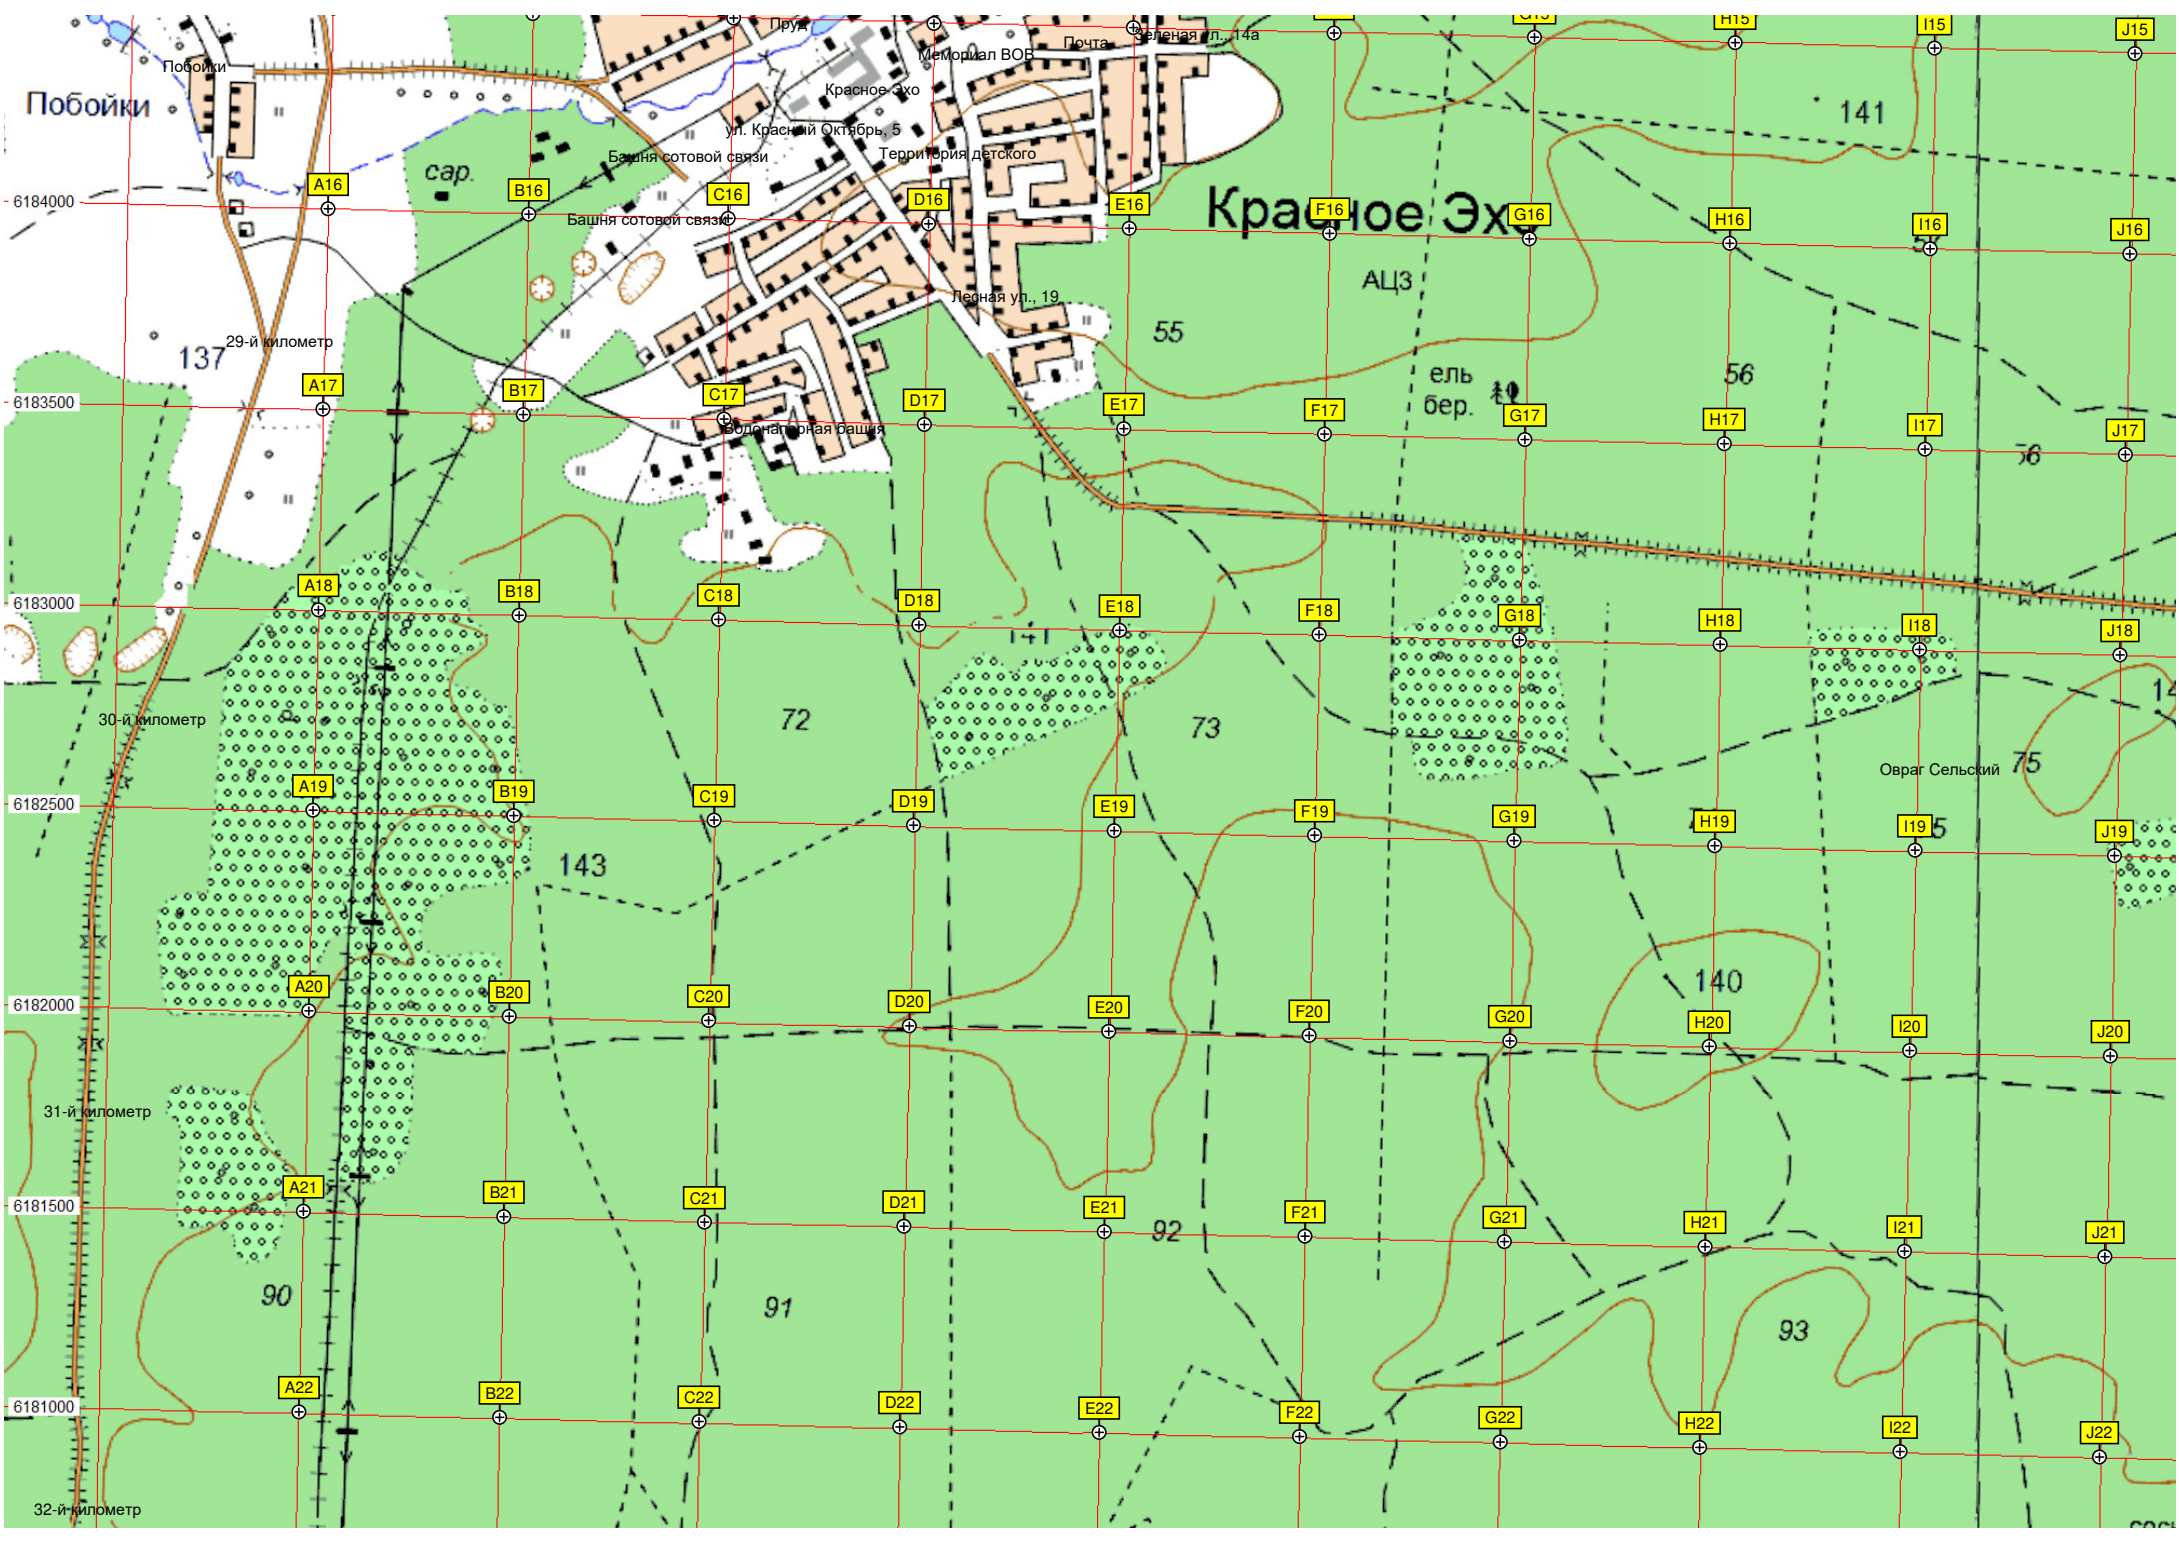 H15
I15
J15
Пруд
Почта
Зеленая ул., 14а
Мемориал ВОВ
Побойки
Побойки
Красное Эхо
141
ул. Красный Октябрь, 5
Башня сотовой связи
Территория детского
сар.
A16
B16
C16
D16
E16
F16
G16
H16
I16
J16
6184000
Башня сотовой связи
Красное Эхо
АЦЗ
Лесная ул., 19
55
29-й километр
137
56
ель
бер.
A17
B17
C17
D17
E17
F17
G17
H17
I17
J17
6183500
Водонапорная башня
A18
B18
C18
D18
E18
F18
G18
H18
I18
J18
6183000
141
30-й километр
72
73
75
Овраг Сельский
A19
B19
C19
D19
E19
F19
G19
H19
I19
J19
6182500
143
140
A20
B20
C20
D20
E20
F20
G20
H20
I20
J20
6182000
31-й километр
A21
B21
C21
D21
E21
F21
G21
H21
I21
J21
6181500
92
90
91
93
A22
B22
C22
D22
E22
F22
G22
H22
I22
J22
6181000
32-й километр